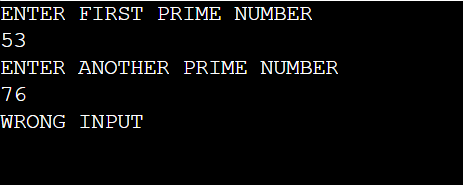 ENTER FIRST PRIME NUMBER
53
ENTER ANOTHER PRIME NUMBER
76
WRONG INPUT